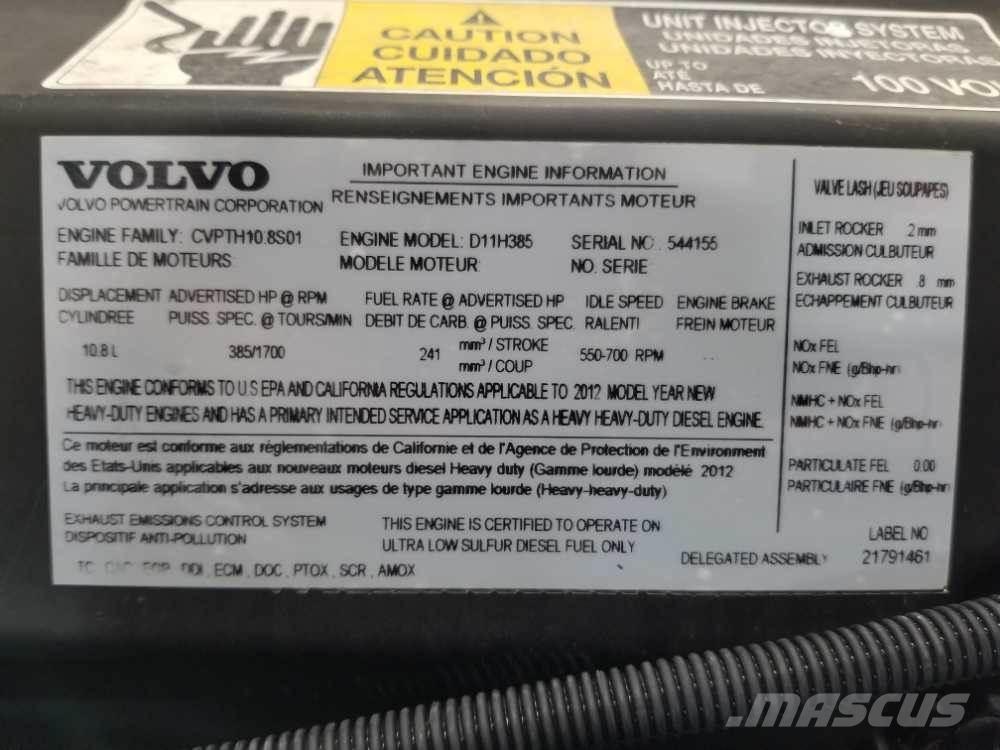 CAUTION
CUIDADO
ATENCIÓN
UNIT INJECTOR SYSTEM
UNIDADES INJETORAS
UNIDADES INYECTORAS
UP TO
ATÉ
HASTA DE
100 VO
VOLVO
VOLVO POWERTRAIN CORPORATION
IMPORTANT ENGINE INFORMATION
RENSEIGNEMENTS IMPORTANTS MOTEUR
ENGINE FAMILY: CVPTH10.8S01 ENGINE MODEL: D11H385 SERIAL NO.: 544155
FAMILLE DE MOTEURS MODELE MOTEUR NO. SERIE
DISPLACEMENT ADVERTISED HP @ RPM FUEL RATE @ ADVERTISED HP IDLE SPEED ENGINE BRAKE
CYLINDREE PUISS. SPEC. @ TOURS/MIN DEBIT DE CARB. @ PUISS. SPEC. RALENTI FREIN MOTEUR
10.8 L 385/1700 241 mm³ / STROKE 550-700 RPM
mm³ / COUP
THIS ENGINE CONFORMS TO U.S EPA AND CALIFORNIA REGULATIONS APPLICABLE TO 2012 MODEL YEAR NEW
HEAVY-DUTY ENGINES AND HAS A PRIMARY INTENDED SERVICE APPLICATION AS A HEAVY HEAVY-DUTY DIESEL ENGINE.
Ce moteur est conforme aux réglementations de Californie et de l'Agence de Protection de l'Environment
des Etats-Unis applicables aux nouveaux moteurs diesel Heavy duty (Gamme lourde) modèlé 2012
La principale application s'adresse aux usages de type gamme lourde (Heavy-heavy-duty)
EXHAUST EMISSIONS CONTROL SYSTEM
DISPOSITIF ANTI-POLLUTION
DDI, ECM, DOC, PTOX, SCR, AMOX
THIS ENGINE IS CERTIFIED TO OPERATE ON
ULTRA LOW SULFUR DIESEL FUEL ONLY
DELEGATED ASSEMBLY
VALVE LASH (JEU SOUPAPES)
INLET ROCKER .2 mm
ADMISSION CULBUTEUR
EXHAUST ROCKER .8 mm
ECHAPPEMENT CULBUTEUR
NOx FEL
NOx FNE (g/Bhp-hr)
NMHC + NOx FEL
NMHC + NOx FNE (g/Bhp-hr)
PARTICULATE FEL 0.00
PARTICULAIRE FNE (g/Bhp-hr)
LABEL NO
21791461
MASCUS